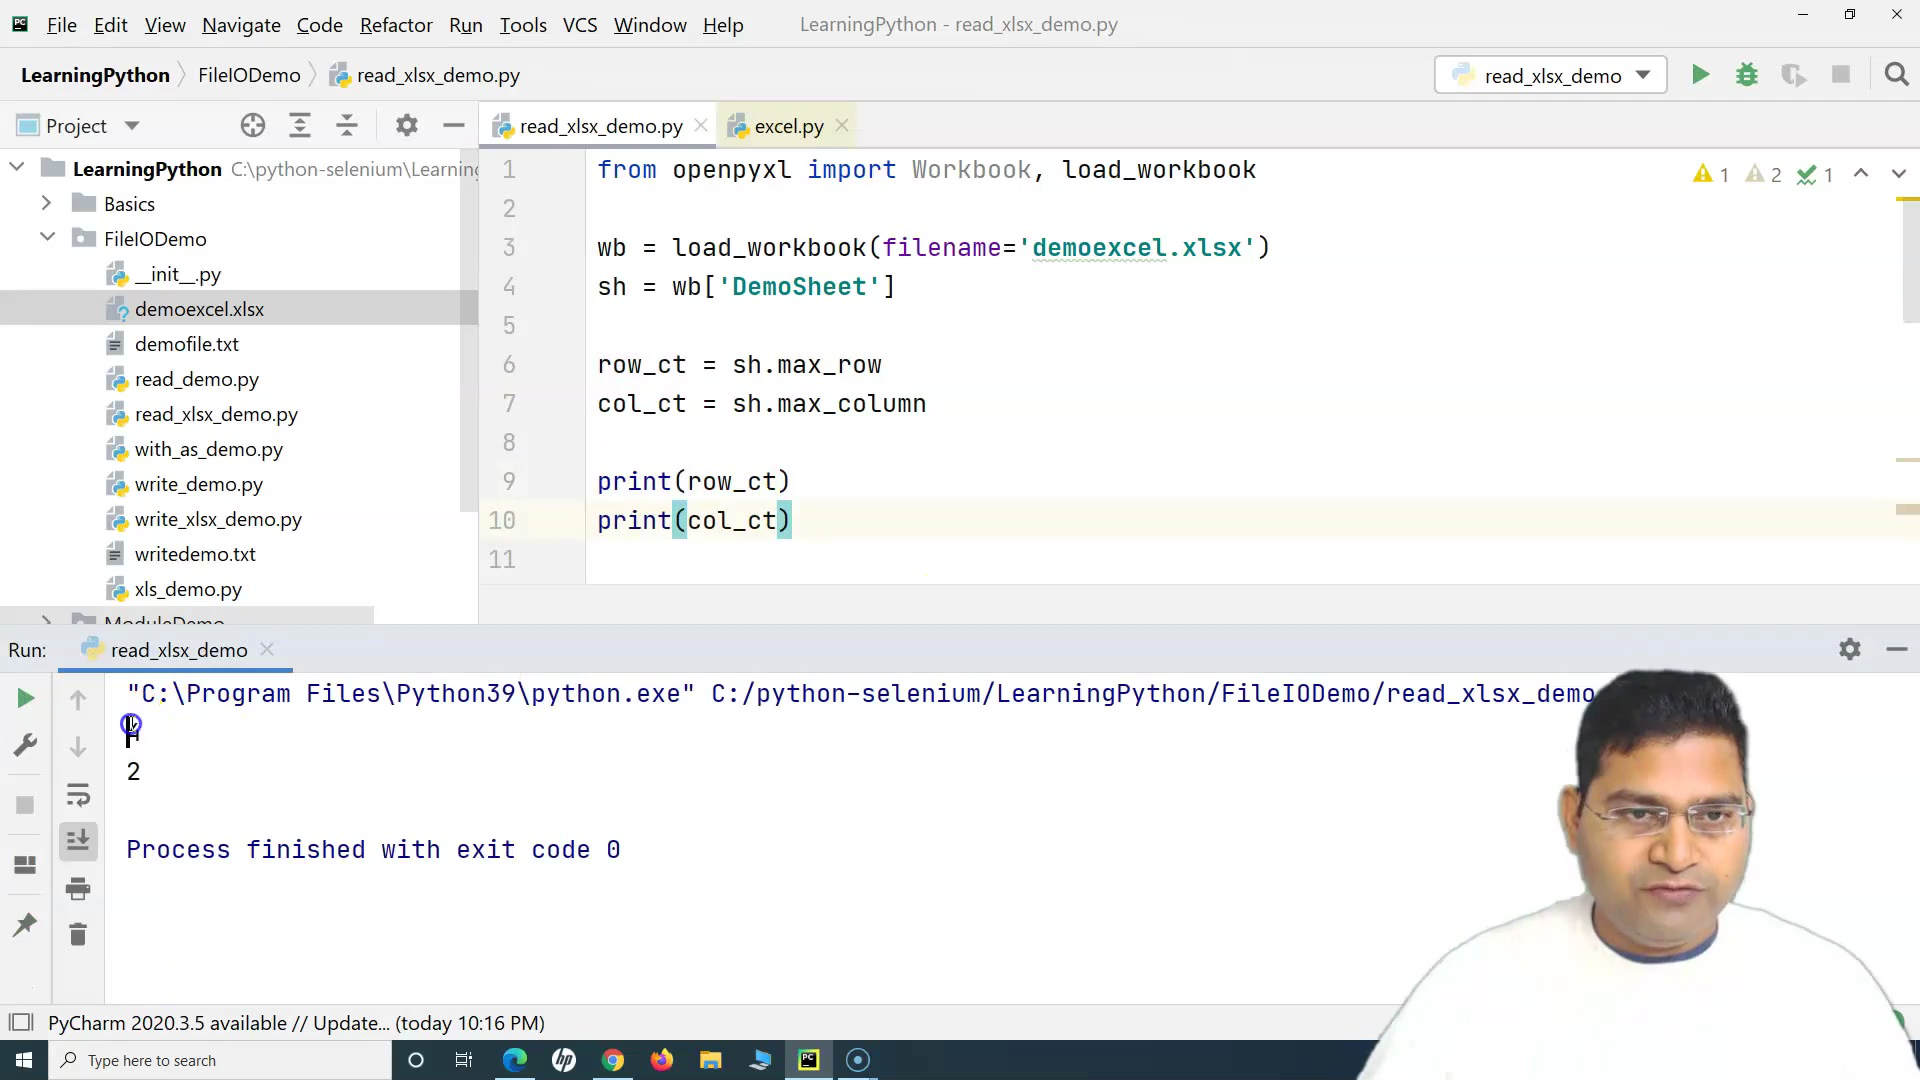 File Edit View Navigate Code Refactor Run Tools VCS Window Help LearningPython - read_xlsx_demo.py
LearningPython FileIODemo read_xlsx_demo.py read_xlsx_demo
Project read_xlsx_demo.py excel.py
LearningPython C:\python-selenium\Learning
Basics
FileIODemo
__init__.py
demoexcel.xlsx
demofile.txt
read_demo.py
read_xlsx_demo.py
with_as_demo.py
write_demo.py
write_xlsx_demo.py
writedemo.txt
xls_demo.py
ModuleDemo
1 from openpyxl import Workbook, load_workbook
2
3 wb = load_workbook(filename='demoexcel.xlsx')
4 sh = wb['DemoSheet']
5
6 row_ct = sh.max_row
7 col_ct = sh.max_column
8
9 print(row_ct)
10 print(col_ct)
11
1 2 1
Run: read_xlsx_demo
"C:\Program Files\Python39\python.exe" C:/python-selenium/LearningPython/FileIODemo/read_xlsx_demo
2
Process finished with exit code 0
PyCharm 2020.3.5 available // Update... (today 10:16 PM)
Type here to search